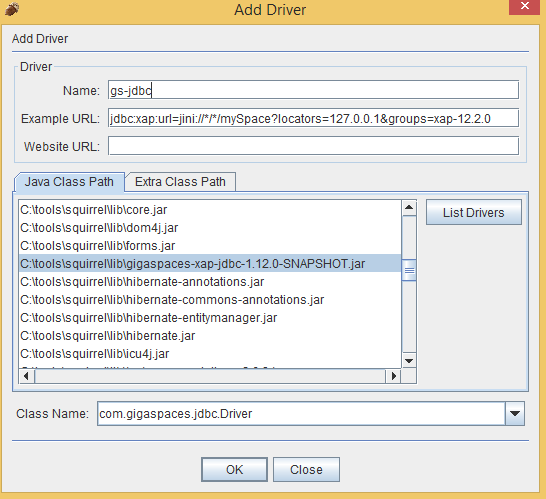 Add Driver
Add Driver
Driver
Name: gs-jdbc
Example URL: jdbc:xap:url=jini://*/*/mySpace?locators=127.0.0.1&groups=xap-12.2.0
Website URL:
Java Class Path Extra Class Path
C:\tools\squirrel\lib\core.jar
List Drivers
C:\tools\squirrel\lib\dom4j.jar
C:\tools\squirrel\lib\forms.jar
C:\tools\squirrel\lib\gigaspaces-xap-jdbc-1.12.0-SNAPSHOT.jar
C:\tools\squirrel\lib\hibernate-annotations.jar
C:\tools\squirrel\lib\hibernate-commons-annotations.jar
C:\tools\squirrel\lib\hibernate-entitymanager.jar
C:\tools\squirrel\lib\hibernate.jar
C:\tools\squirrel\lib\icu4j.jar
Class Name: com.gigaspaces.jdbc.Driver
OK Close